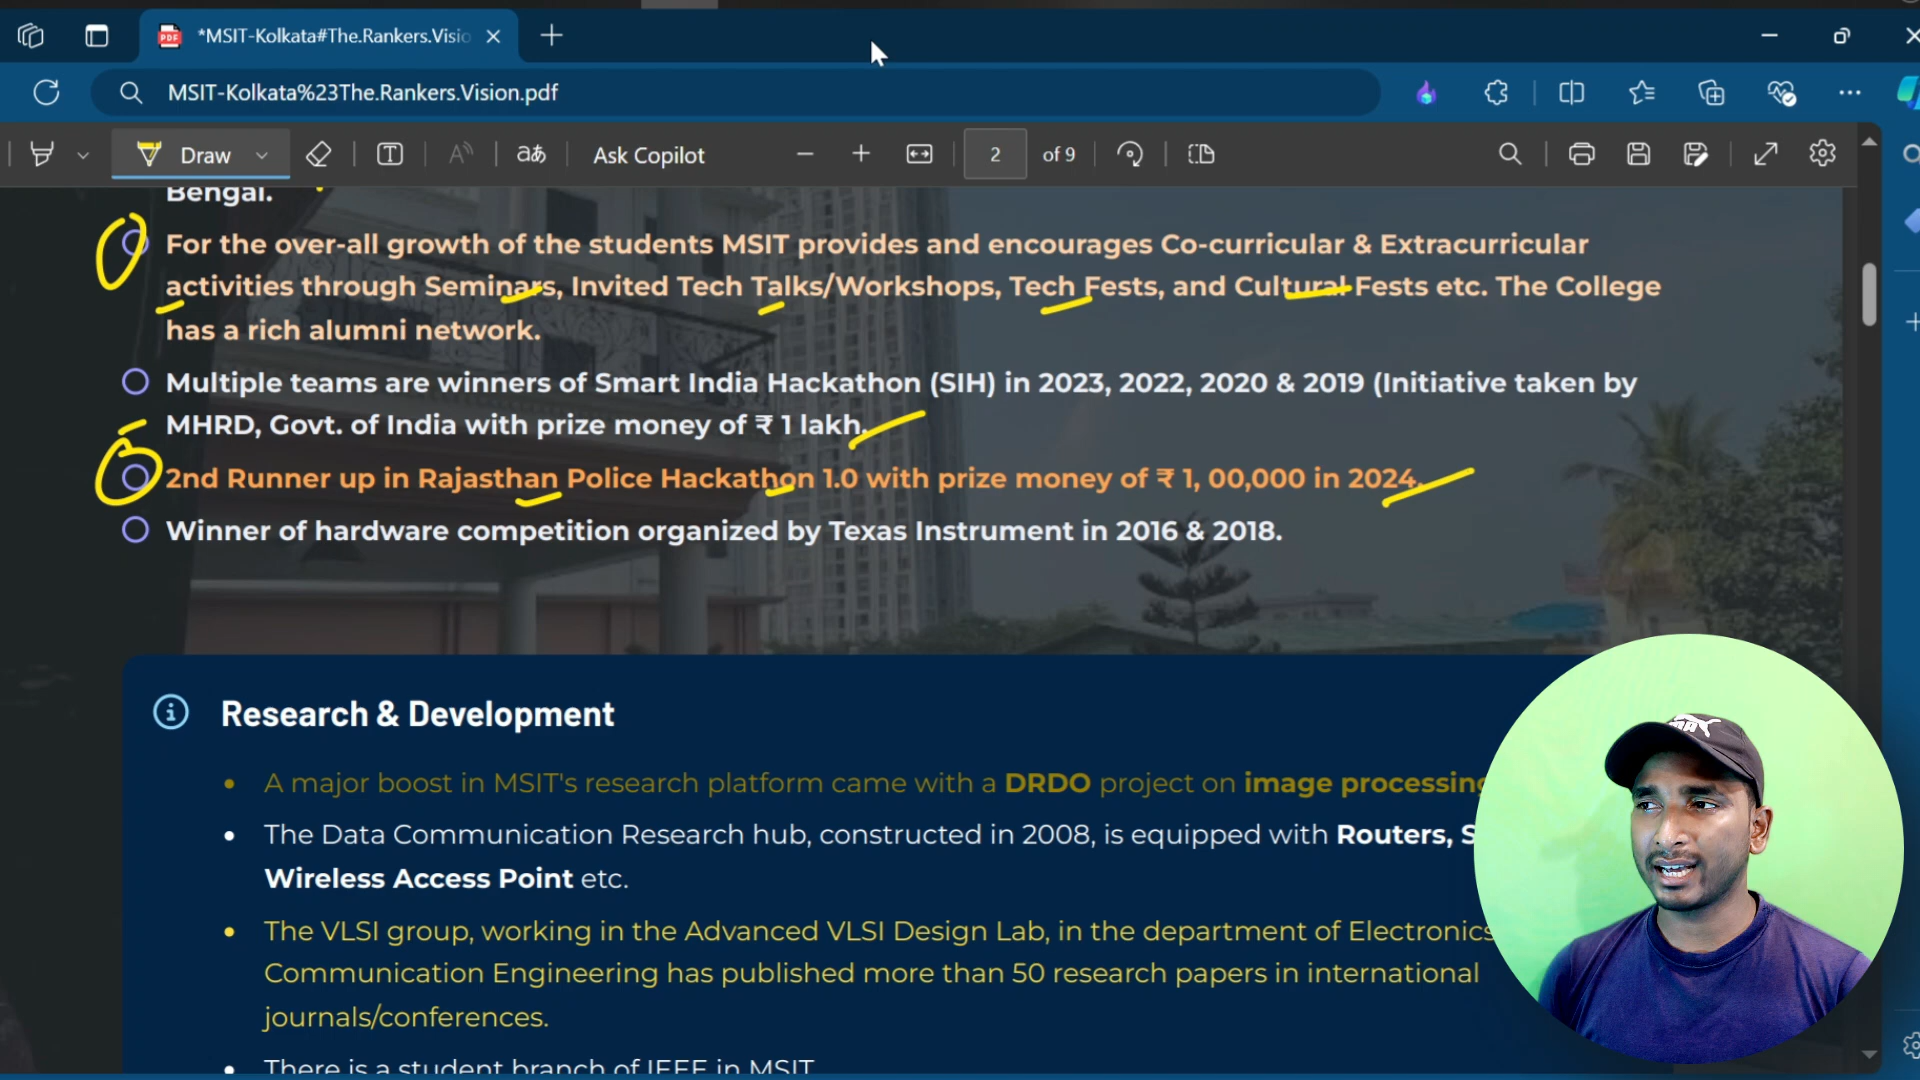 *MSIT-Kolkata#The.Rankers.Visio
MSIT-Kolkata%23The.Rankers.Vision.pdf
Draw
aあ
Ask Copilot
2 of 9
Bengal.
For the over-all growth of the students MSIT provides and encourages Co-curricular & Extracurricular
activities through Seminars, Invited Tech Talks/Workshops, Tech Fests, and Cultural Fests etc. The College
has a rich alumni network.
Multiple teams are winners of Smart India Hackathon (SIH) in 2023, 2022, 2020 & 2019 (Initiative taken by
MHRD, Govt. of India with prize money of ₹ 1 lakh.
2nd Runner up in Rajasthan Police Hackathon 1.0 with prize money of ₹ 1, 00,000 in 2024.
Winner of hardware competition organized by Texas Instrument in 2016 & 2018.
Research & Development
• A major boost in MSIT's research platform came with a DRDO project on image processing
• The Data Communication Research hub, constructed in 2008, is equipped with Routers, S
Wireless Access Point etc.
• The VLSI group, working in the Advanced VLSI Design Lab, in the department of Electronics
Communication Engineering has published more than 50 research papers in international
journals/conferences.
• There is a student branch of IEEE in MSIT